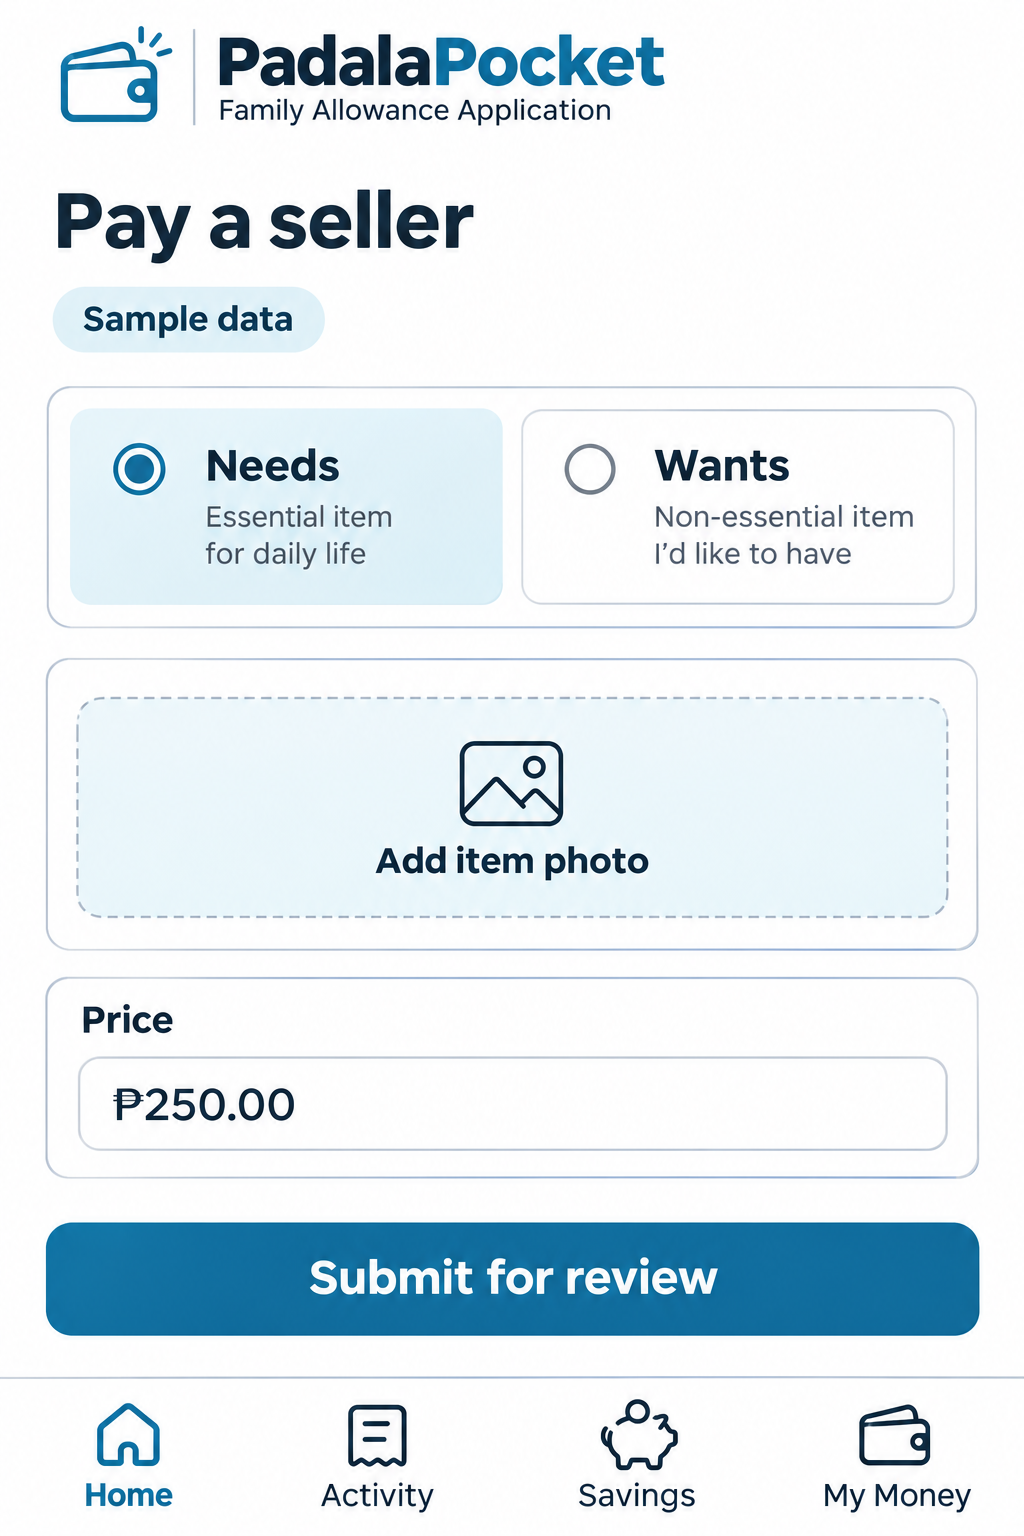 PadalaPocket
Family Allowance Application
Pay a seller
Sample data
Needs
Essential item
for daily life
Wants
Non-essential item
I’d like to have
Add item photo
Price
₱250.00
Submit for review
Home
Activity
Savings
My Money